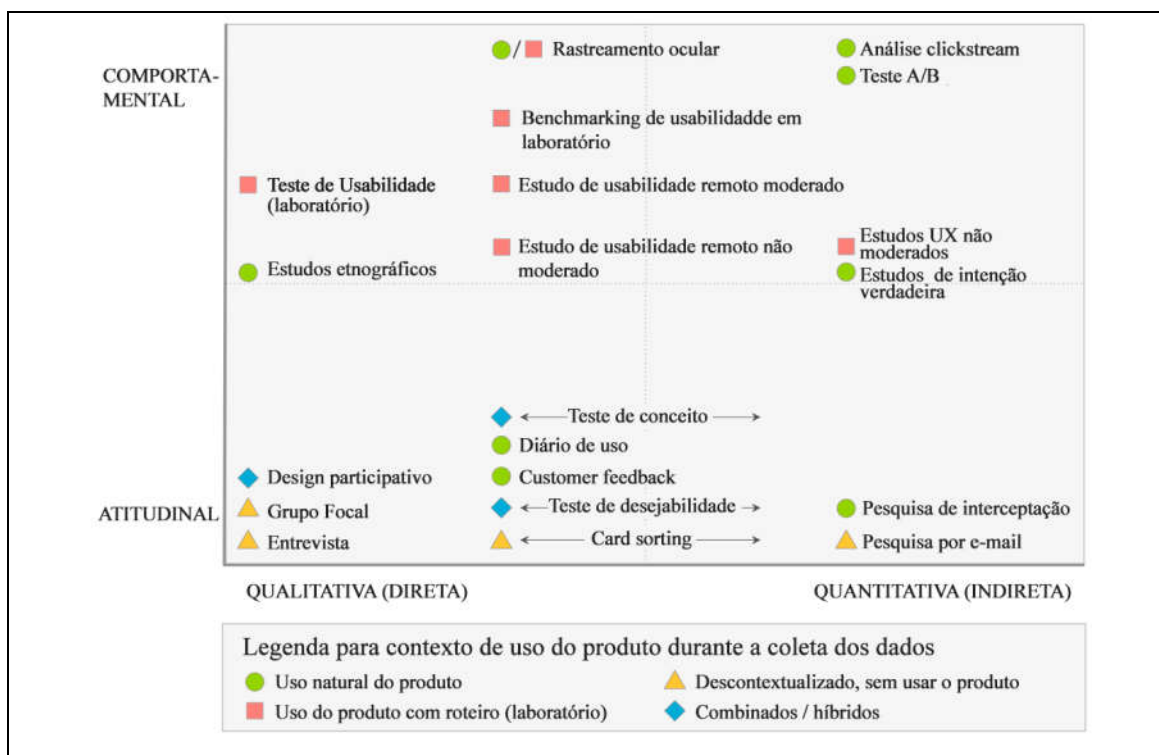 COMPORTA-
MENTAL
/ Rastreamento ocular
Análise clickstream
Teste A/B
Benchmarking de usabilidadde em
laboratório
Teste de Usabilidade
(laboratório)
Estudo de usabilidade remoto moderado
Estudo de usabilidade remoto não
moderado
Estudos UX não
moderados
Estudos etnográficos
Estudos de intenção
verdadeira
Teste de conceito
Diário de uso
Design participativo
Customer feedback
ATITUDINAL
Grupo Focal
Teste de desejabilidade
Pesquisa de interceptação
Entrevista
Card sorting
Pesquisa por e-mail
QUALITATIVA (DIRETA)
QUANTITATIVA (INDIRETA)
Legenda para contexto de uso do produto durante a coleta dos dados
Uso natural do produto
Descontextualizado, sem usar o produto
Uso do produto com roteiro (laboratório)
Combinados / híbridos